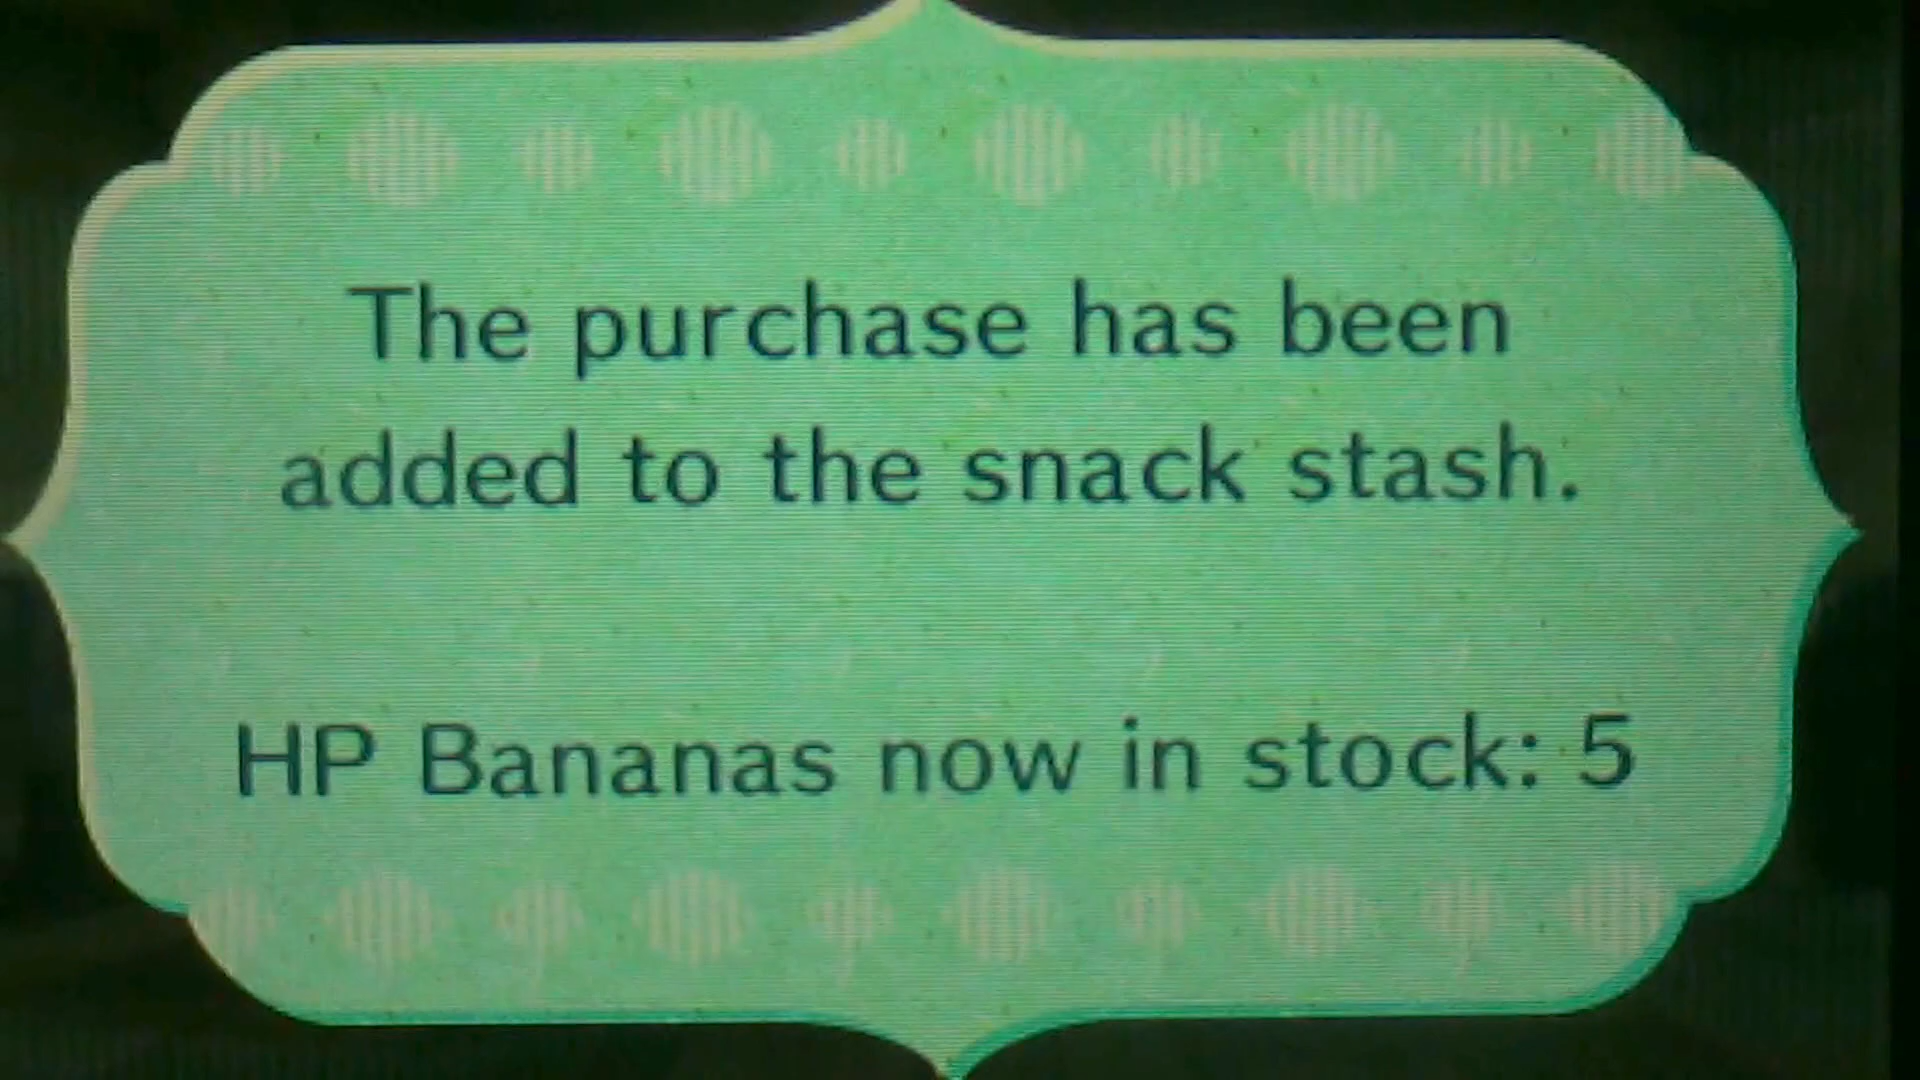 The purchase has been
added to the snack stash.
HP Bananas now in stock: 5